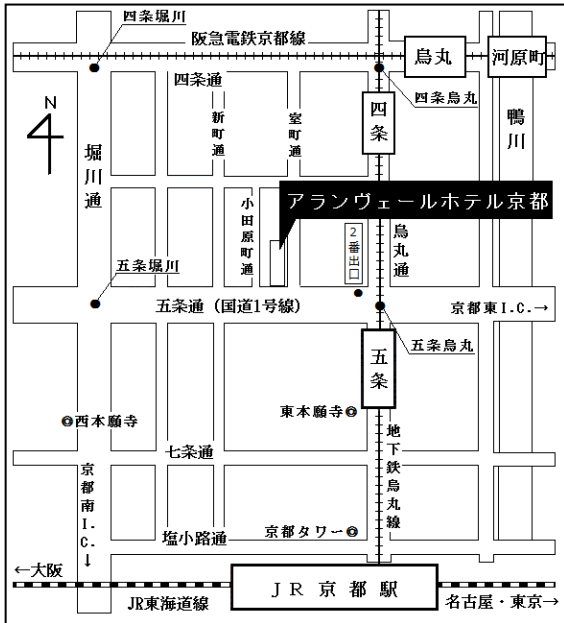 四条堀川
阪急電鉄京都線
烏丸
河原町
四条通
四条烏丸
N
四条
新町通
室町通
鴨川
堀川通
アランヴェールホテル京都
小田原町通
2番出口
烏丸通
五条堀川
五条通（国道1号線）
京都東I.C.→
五条烏丸
五条
西本願寺
東本願寺
地下鉄烏丸線
七条通
京都南I.C.→
塩小路通
京都タワー
←大阪
JR京都駅
JR東海道線
名古屋・東京→